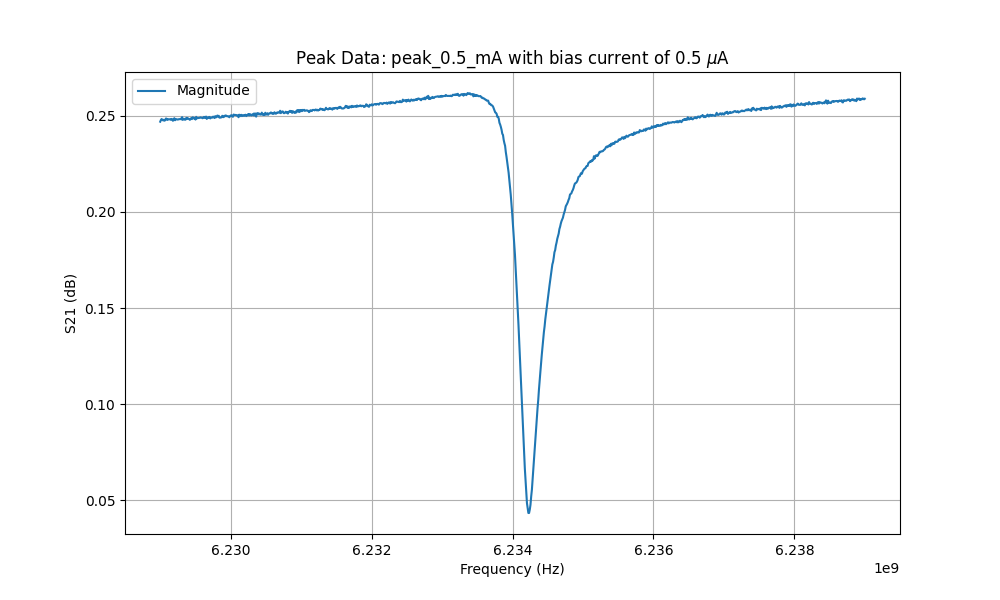 Peak Data: peak_0.5_mA with bias current of 0.5 μA
Magnitude
0.25
0.20
0.15
0.10
0.05
S21 (dB)
6.230 6.232 6.234 6.236 6.238
Frequency (Hz)
1e9